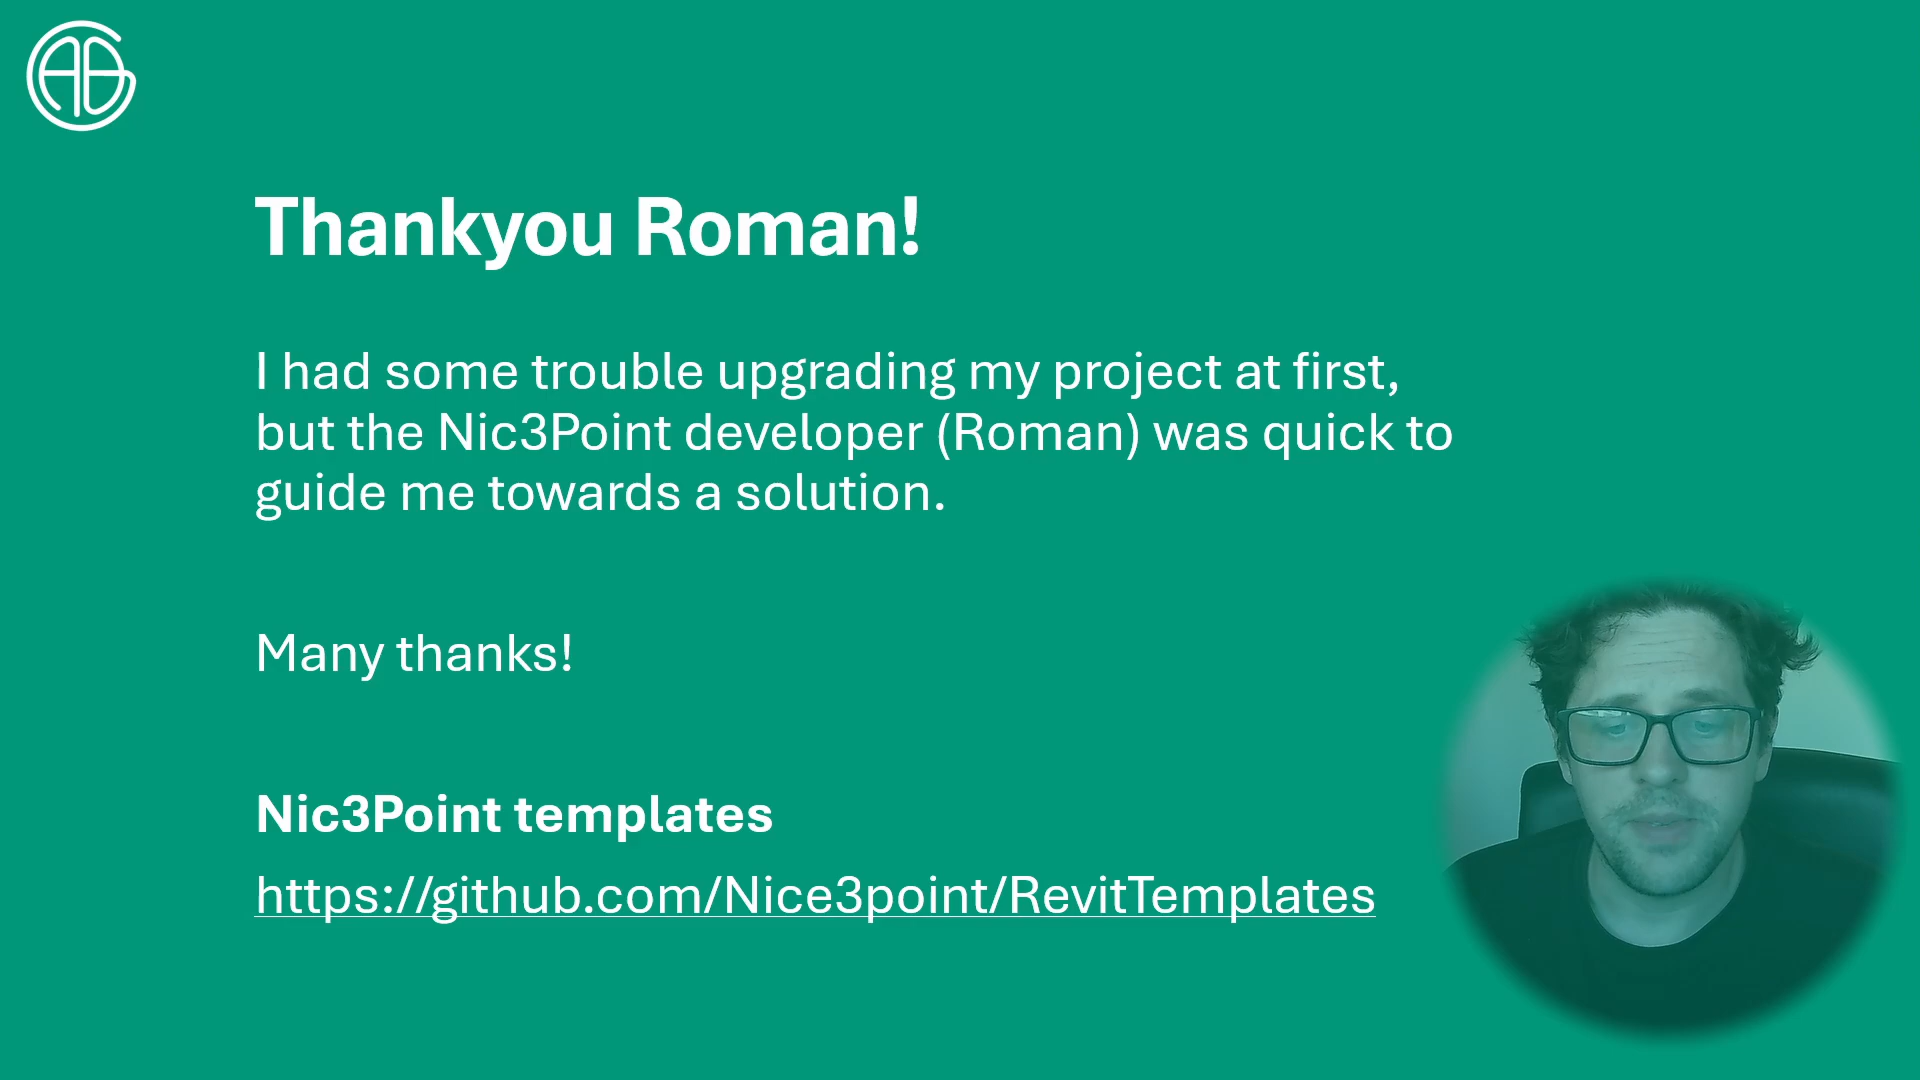 AG
Thankyou Roman!
I had some trouble upgrading my project at first,
but the Nic3Point developer (Roman) was quick to
guide me towards a solution.
Many thanks!
Nic3Point templates
https://github.com/Nice3point/RevitTemplates